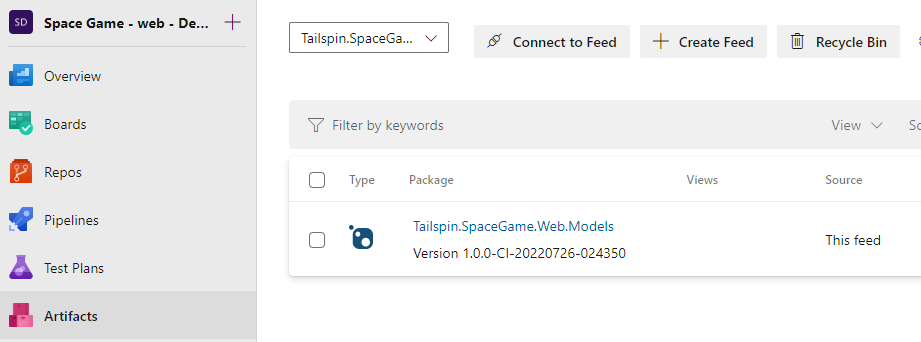 SD Space Game - web - De...
Tailspin.SpaceGa...
Connect to Feed
Create Feed
Recycle Bin
Overview
Boards
Repos
Pipelines
Test Plans
Artifacts
Filter by keywords
View
Type Package Views Source
Tailspin.SpaceGame.Web.Models
Version 1.0.0-CI-20220726-024350
This feed